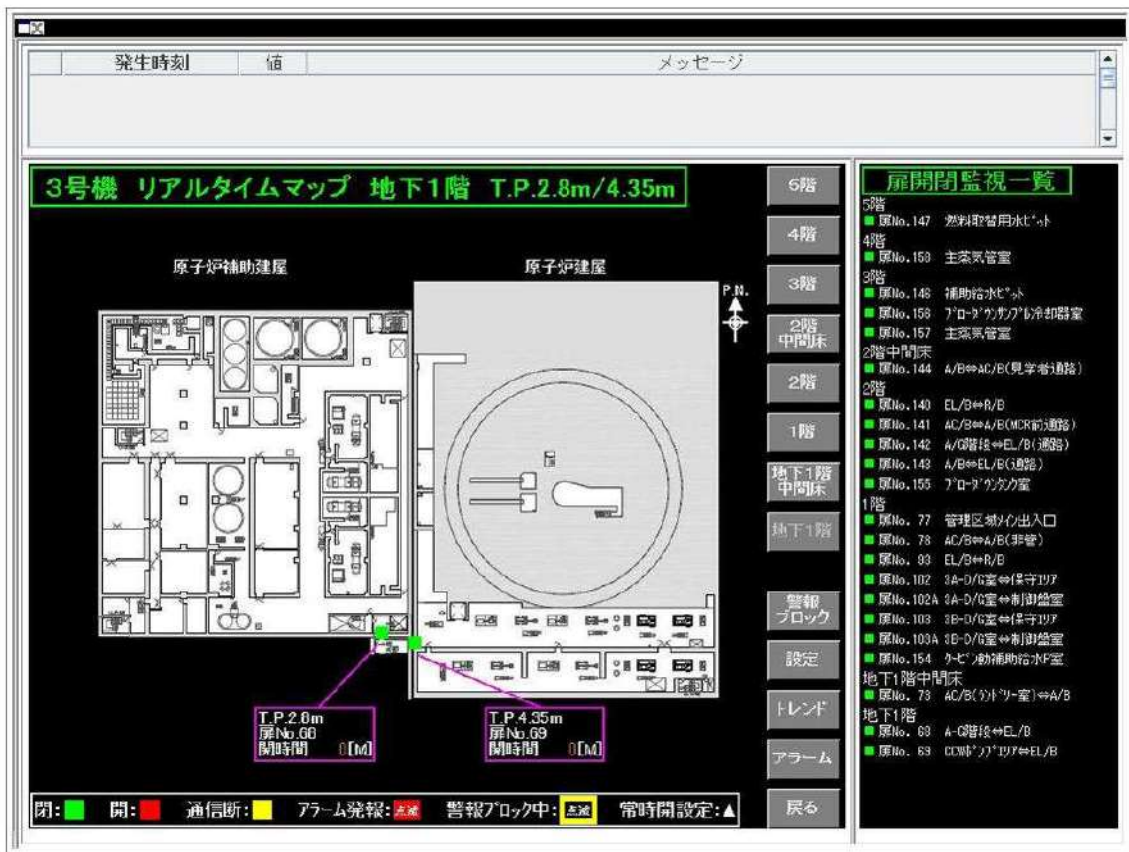 発生時刻 値 メッセージ
3号機 リアルタイムマップ 地下1階 T.P.2.8m/4.35m
原子炉補助建屋
原子炉建屋
P.N.
T.P.2.8m
扉No.68
開時間 0[M]
T.P.4.35m
扉No.69
開時間 0[M]
閉: 開: 通信断: アラーム発報:点滅 警報ブロック中:点滅 常時開設定:▲
5階
4階
3階
2階
中間床
2階
1階
地下1階
中間床
地下1階
警報
ブロック
設定
トレンド
アラーム
戻る
扉開閉監視一覧
5階
扉No.147 燃料取替用水ピット
4階
扉No.158 主蒸気管室
3階
扉No.146 補助給水ピット
扉No.156 ブローダウンサンプル冷却器室
扉No.157 主蒸気管室
2階中間床
扉No.144 A/B⇔AC/B(見学者通路)
2階
扉No.140 EL/B⇔R/B
扉No.141 AC/B⇔A/B(MCR前通路)
扉No.142 A/G階段⇔EL/B(通路)
扉No.143 A/B⇔EL/B(通路)
扉No.155 ブローダウンタンク室
1階
扉No. 77 管理区域メイン出入口
扉No. 78 AC/B⇔A/B(非管)
扉No. 93 EL/B⇔R/B
扉No.102 3A-D/G室⇔保守エリア
扉No.102A 3A-D/G室⇔制御盤室
扉No.103 3B-D/G室⇔保守エリア
扉No.103A 3B-D/G室⇔制御盤室
扉No.154 タービン動補助給水P室
地下1階中間床
扉No. 73 AC/B(ランドリー室)⇔A/B
地下1階
扉No. 68 A-G階段⇔EL/B
扉No. 69 CCWポンプエリア⇔EL/B